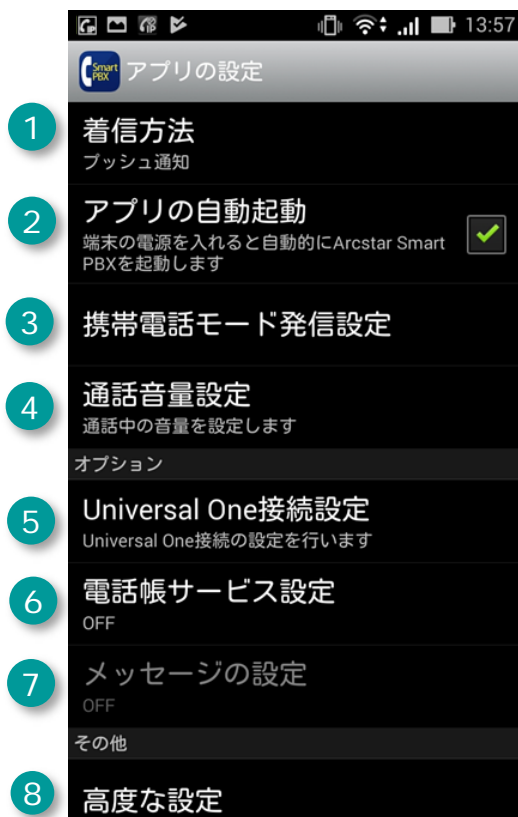 13:57
Smart
PBX
アプリの設定
1
着信方法
プッシュ通知
2
アプリの自動起動
端末の電源を入れると自動的にArcstar Smart
PBXを起動します
3
携帯電話モード発信設定
4
通話音量設定
通話中の音量を設定します
オプション
5
Universal One接続設定
Universal One接続の設定を行います
6
電話帳サービス設定
OFF
7
メッセージの設定
OFF
その他
8
高度な設定